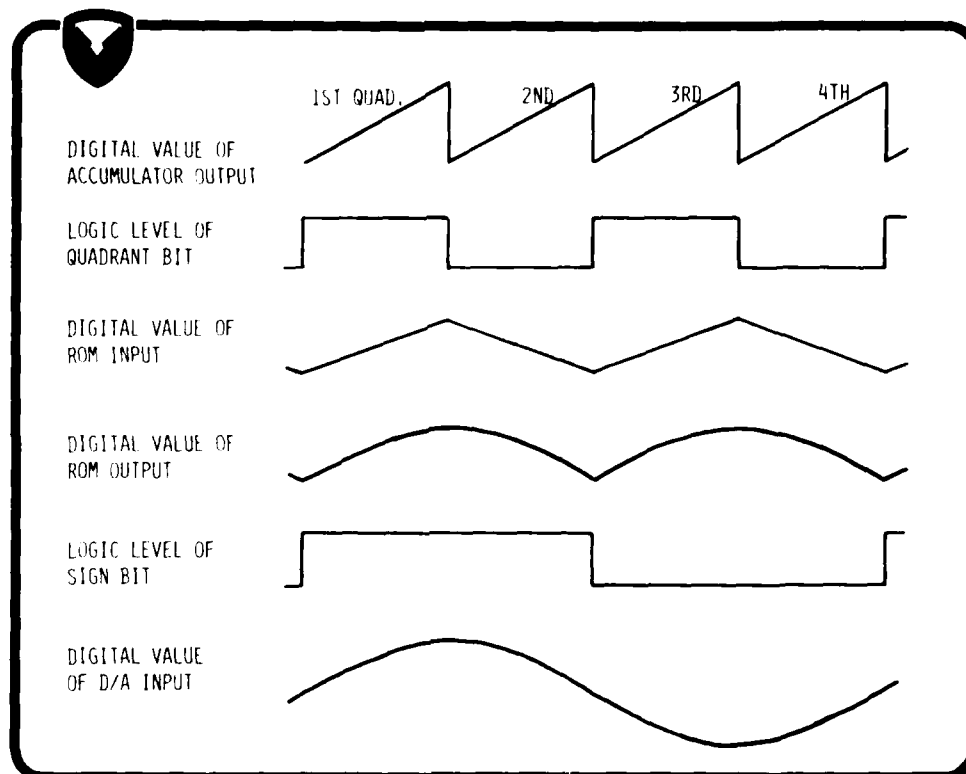 1ST QUAD. 2ND 3RD 4TH
DIGITAL VALUE OF
ACCUMULATOR OUTPUT
LOGIC LEVEL OF
QUADRANT BIT
DIGITAL VALUE OF
ROM INPUT
DIGITAL VALUE OF
ROM OUTPUT
LOGIC LEVEL OF
SIGN BIT
DIGITAL VALUE
OF D/A INPUT